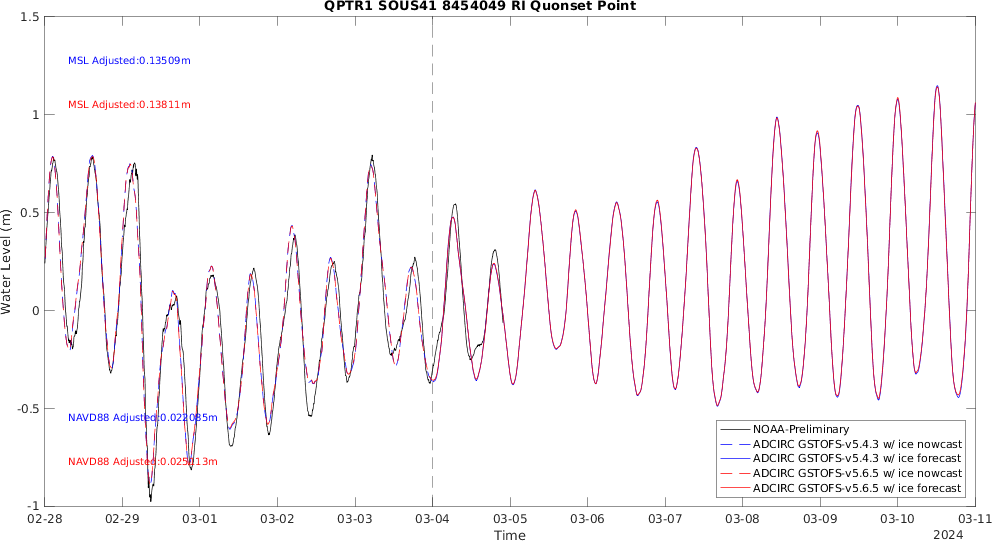 QPTR1 SOUS41 8454049 RI Quonset Point
1.5
1
0.5
0
-0.5
-1
Water Level (m)
MSL Adjusted:0.13509m
MSL Adjusted:0.13811m
NAVD88 Adjusted:0.022085m
NAVD88 Adjusted:0.025013m
NOAA-Preliminary
ADCIRC GSTOFS-v5.4.3 w/ ice nowcast
ADCIRC GSTOFS-v5.4.3 w/ ice forecast
ADCIRC GSTOFS-v5.6.5 w/ ice nowcast
ADCIRC GSTOFS-v5.6.5 w/ ice forecast
02-28 02-29 03-01 03-02 03-03 03-04 03-05 03-06 03-07 03-08 03-09 03-10 03-11
Time
2024